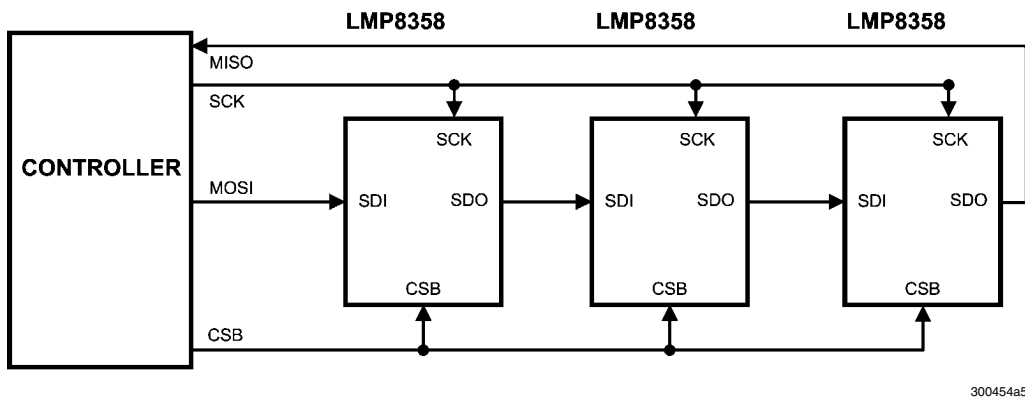 LMP8358 LMP8358 LMP8358
MISO
SCK
SCK SCK SCK
CONTROLLER
MOSI
SDI SDO SDI SDO SDI SDO
CSB CSB CSB
CSB
300454a5